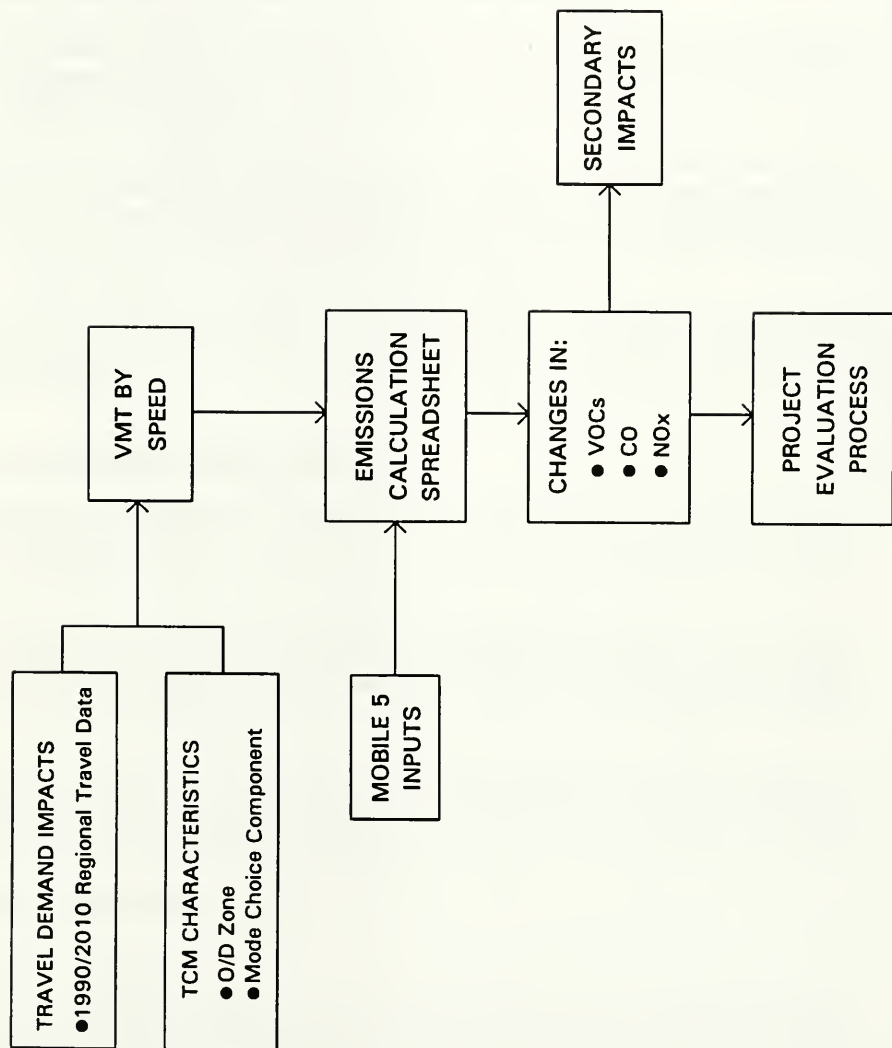 TRAVEL DEMAND IMPACTS
●1990/2010 Regional Travel Data
TCM CHARACTERISTICS
●O/D Zone
●Mode Choice Component
VMT BY
SPEED
MOBILE 5
INPUTS
EMISSIONS
CALCULATION
SPREADSHEET
CHANGES IN:
● VOCs
● CO
● NOx
SECONDARY
IMPACTS
PROJECT
EVALUATION
PROCESS